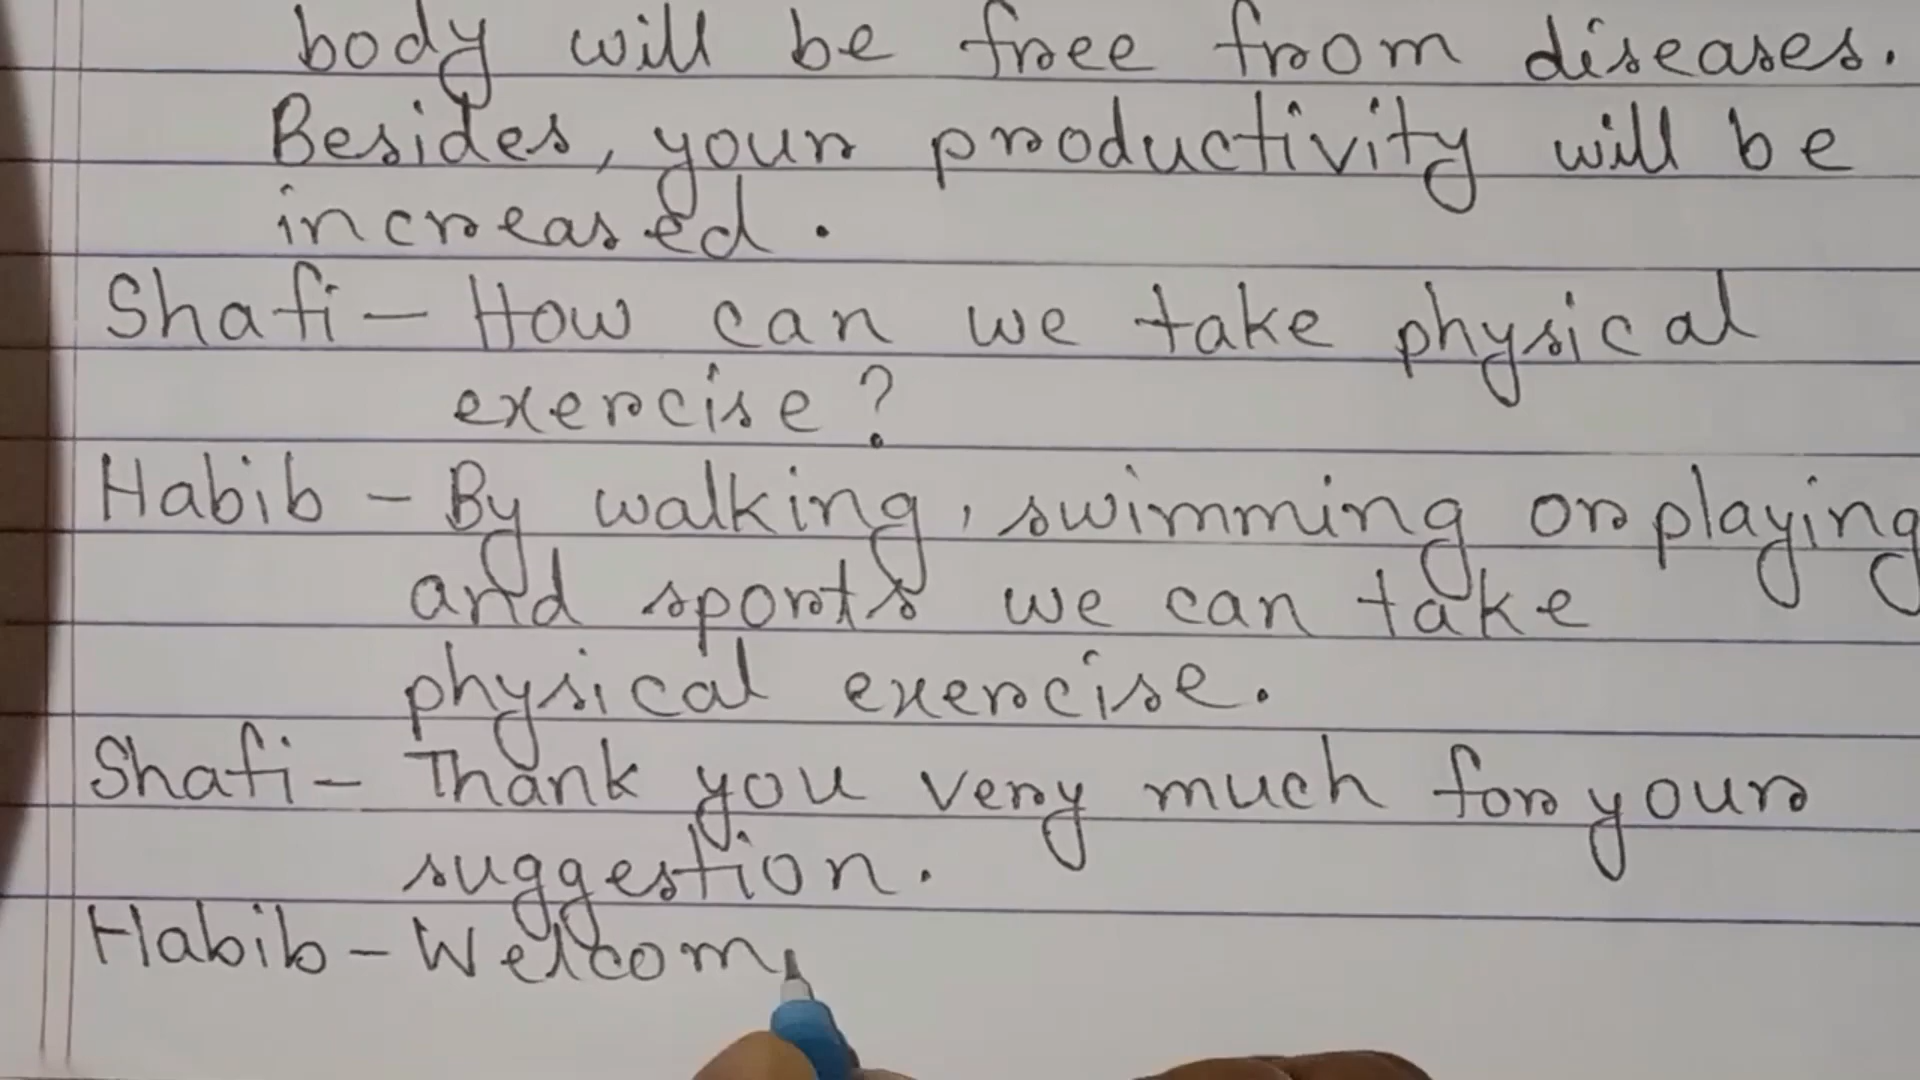 body will be free from diseases.
Besides, your productivity will be
increased.
Shafi - How can we take physical
exercise?
Habib - By walking, swimming or playing
and sports we can take
physical exercise.
Shafi - Thank you very much for your
suggestion.
Habib - Welcom